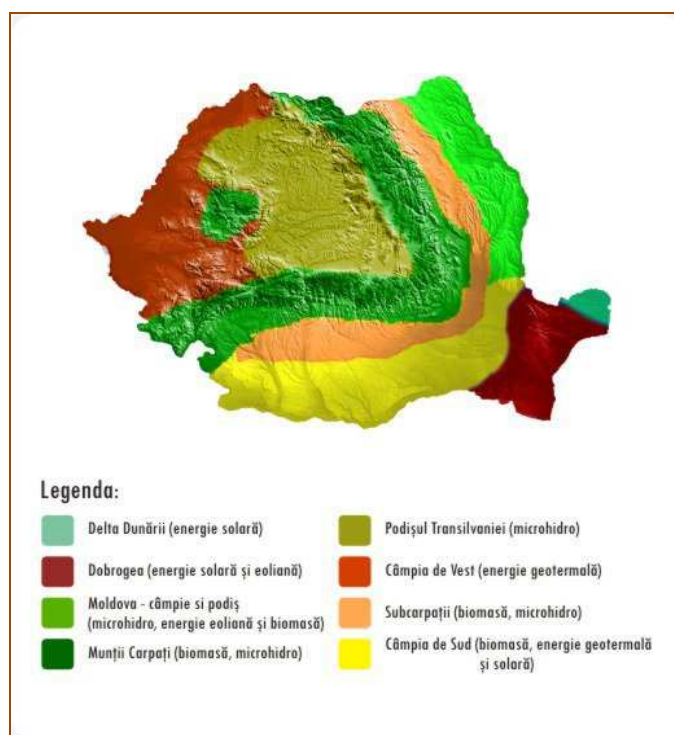 Legenda:
Delta Dunării (energie solară)
Dobrogea (energie solară și eoliană)
Moldova - câmpie si podiș
(microhidro, energie eoliană și biomasă)
Munții Carpați (biomasă, microhidro)
Podișul Transilvaniei (microhidro)
Câmpia de Vest (energie geotermală)
Subcarpații (biomasă, microhidro)
Câmpia de Sud (biomasă, energie geotermală
și solară)